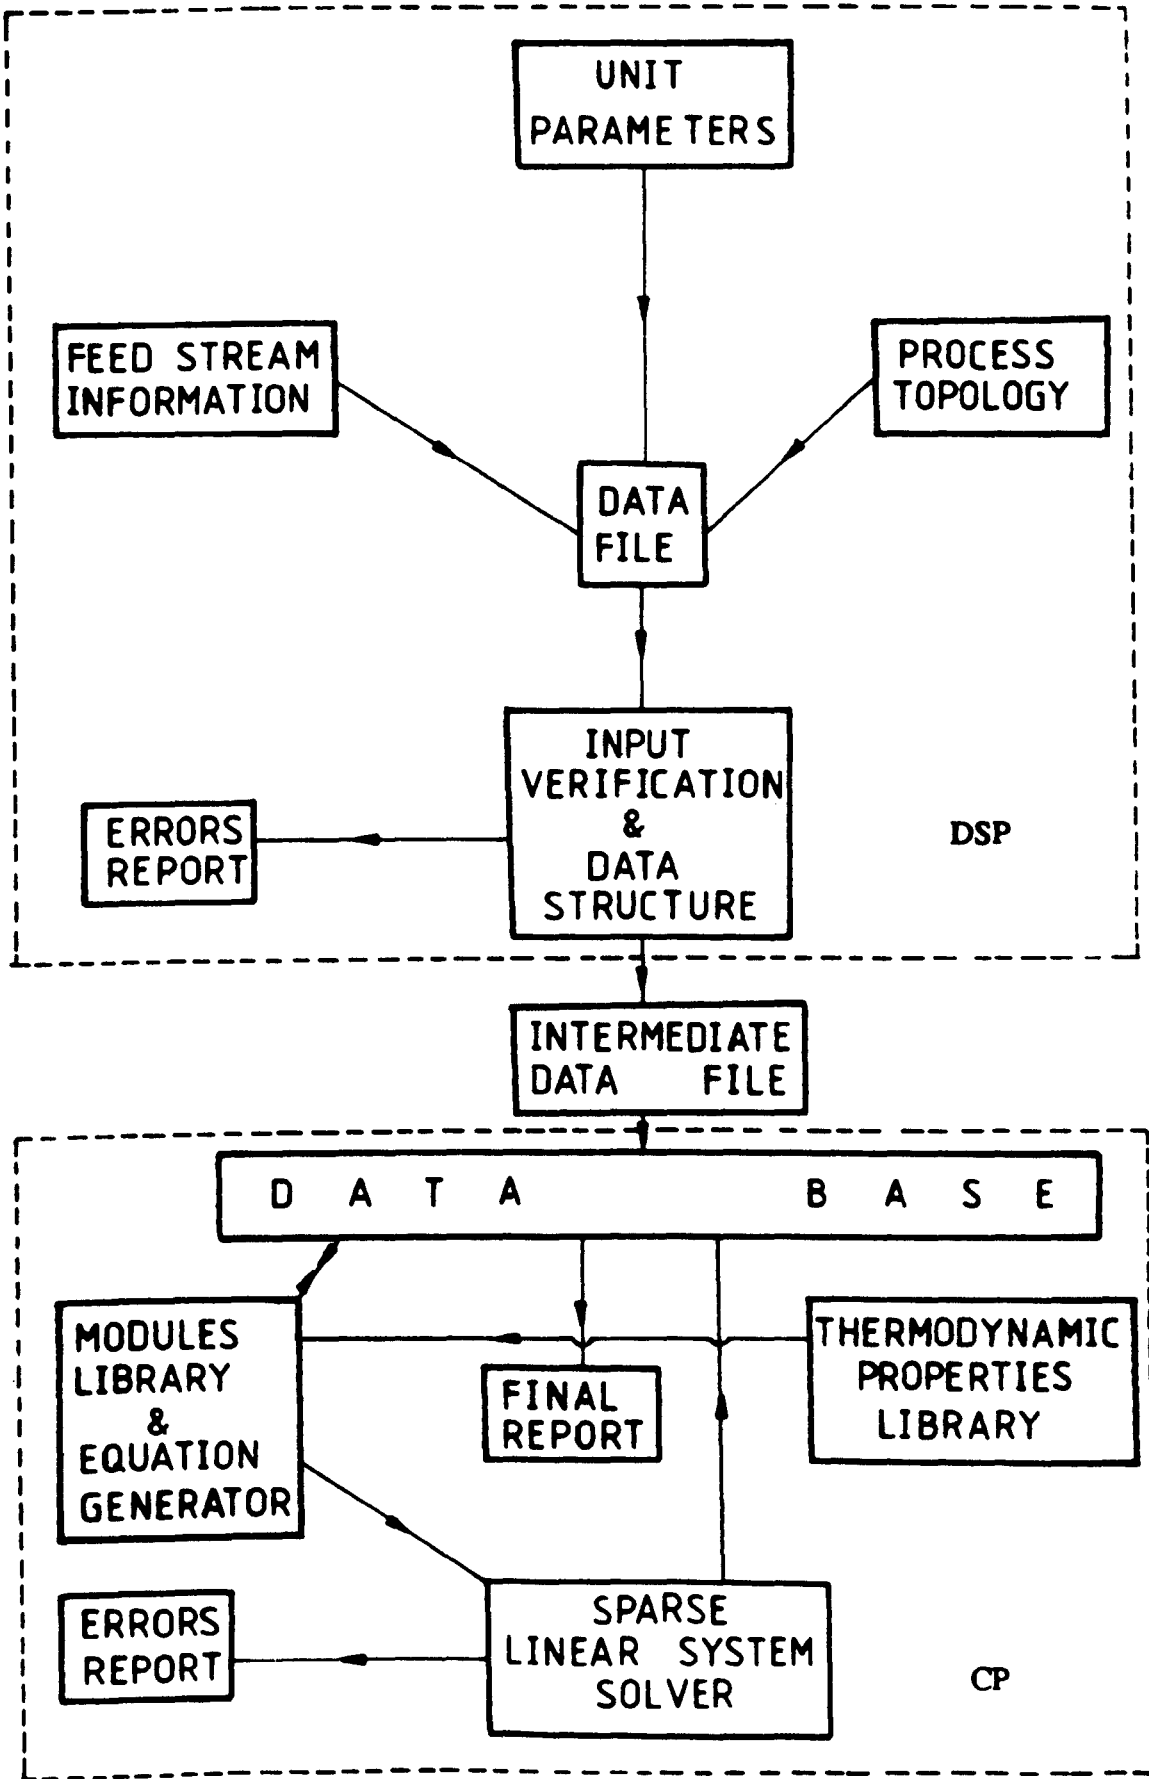 UNIT
PARAMETERS
FEED STREAM
INFORMATION
PROCESS
TOPOLOGY
DATA
FILE
INPUT
VERIFICATION
&
DATA
STRUCTURE
ERRORS
REPORT
DSP
INTERMEDIATE
DATA FILE
DATA BASE
MODULES
LIBRARY
&
EQUATION
GENERATOR
FINAL
REPORT
THERMODYNAMIC
PROPERTIES
LIBRARY
ERRORS
REPORT
SPARSE
LINEAR SYSTEM
SOLVER
CP